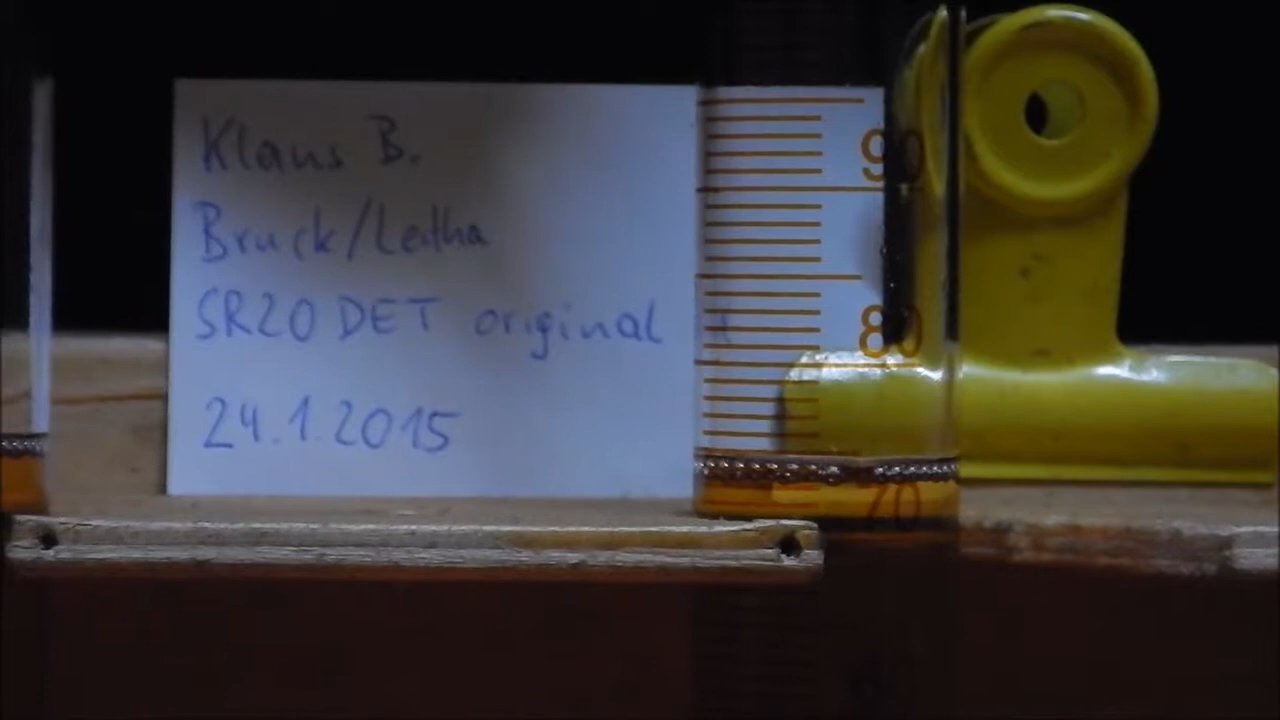 Klaus B.
Bruck/Leitha
SR20 DET original
24.1.2015
90
80
70